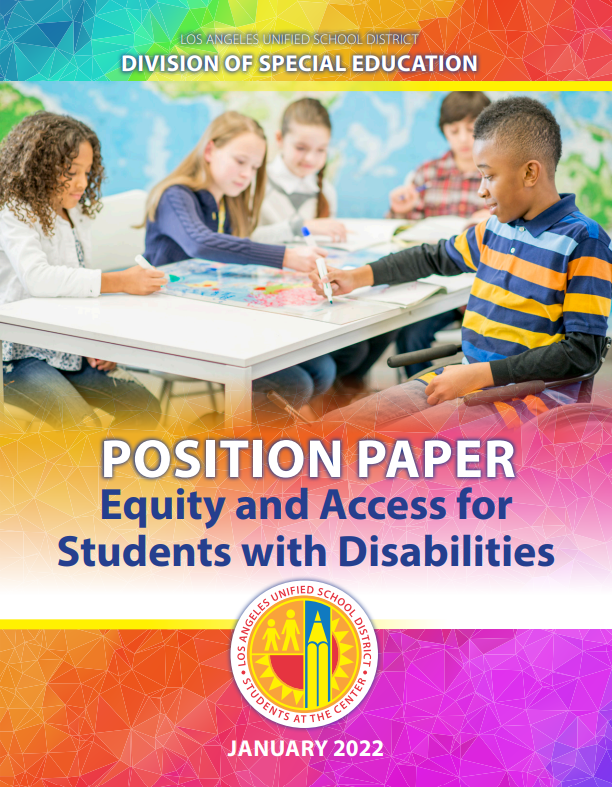 LOS ANGELES UNIFIED SCHOOL DISTRICT
DIVISION OF SPECIAL EDUCATION
POSITION PAPER
Equity and Access for
Students with Disabilities
LOS ANGELES UNIFIED SCHOOL DISTRICT
• STUDENTS AT THE CENTER •
JANUARY 2022